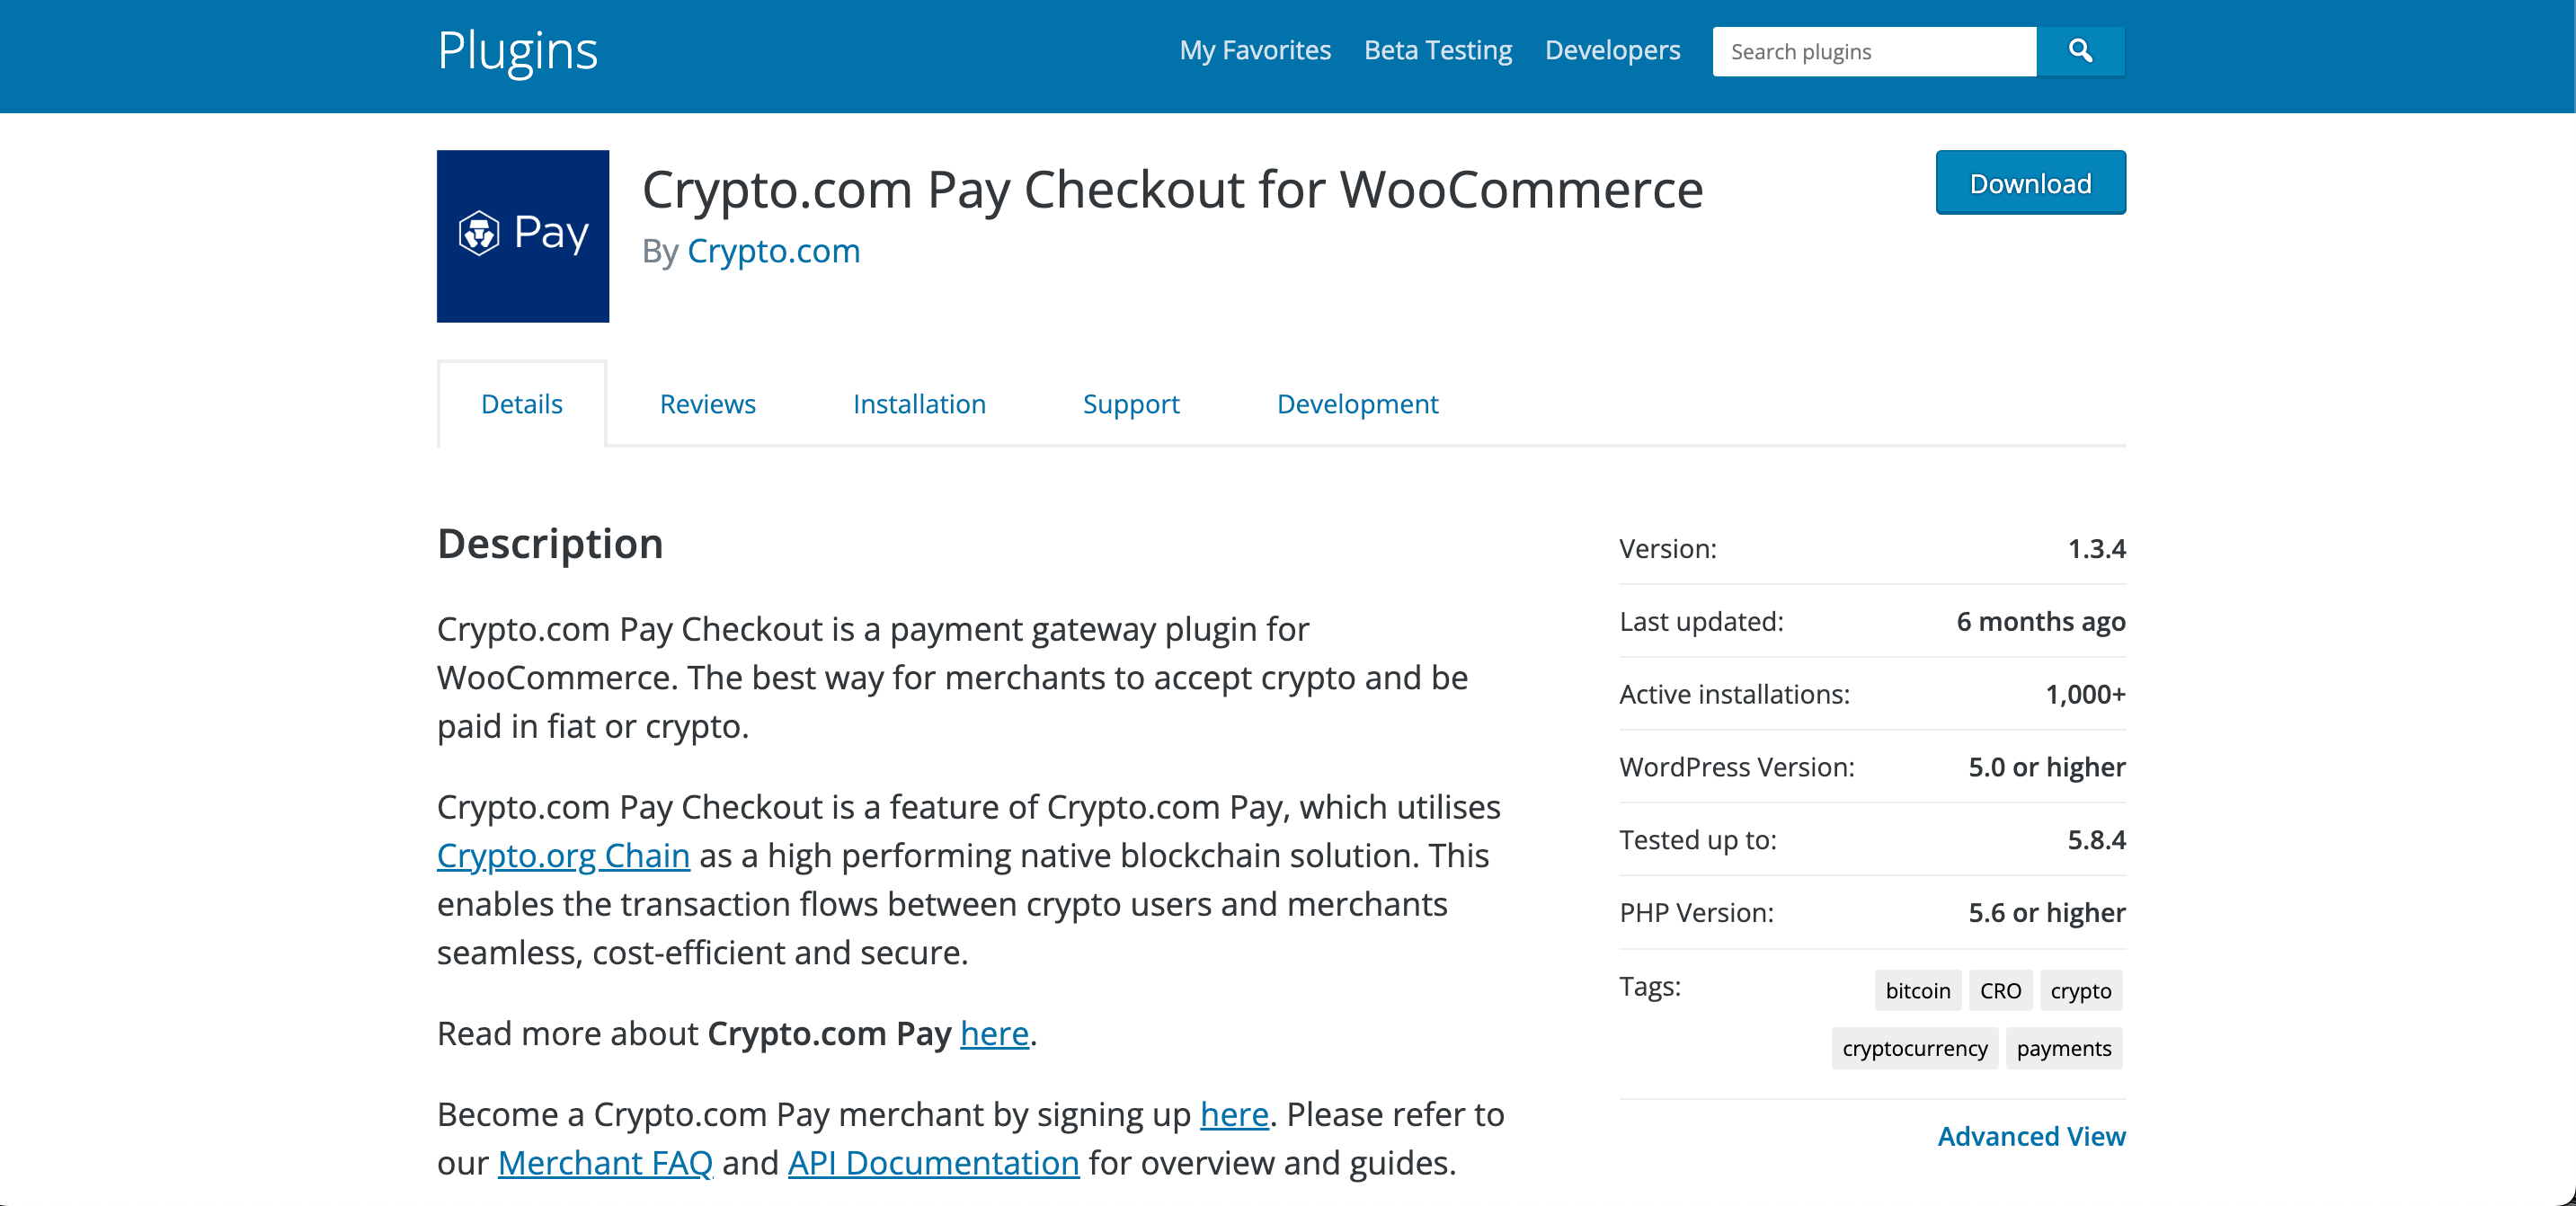 Plugins
My Favorites
Beta Testing
Developers
Search plugins
Pay
Crypto.com Pay Checkout for WooCommerce
By Crypto.com
Download
Details
Reviews
Installation
Support
Development
Description
Crypto.com Pay Checkout is a payment gateway plugin for
WooCommerce. The best way for merchants to accept crypto and be
paid in fiat or crypto.
Crypto.com Pay Checkout is a feature of Crypto.com Pay, which utilises
Crypto.org Chain as a high performing native blockchain solution. This
enables the transaction flows between crypto users and merchants
seamless, cost-efficient and secure.
Read more about Crypto.com Pay here.
Become a Crypto.com Pay merchant by signing up here. Please refer to
our Merchant FAQ and API Documentation for overview and guides.
Version: 1.3.4
Last updated: 6 months ago
Active installations: 1,000+
WordPress Version: 5.0 or higher
Tested up to: 5.8.4
PHP Version: 5.6 or higher
Tags: bitcoin CRO crypto
cryptocurrency payments
Advanced View